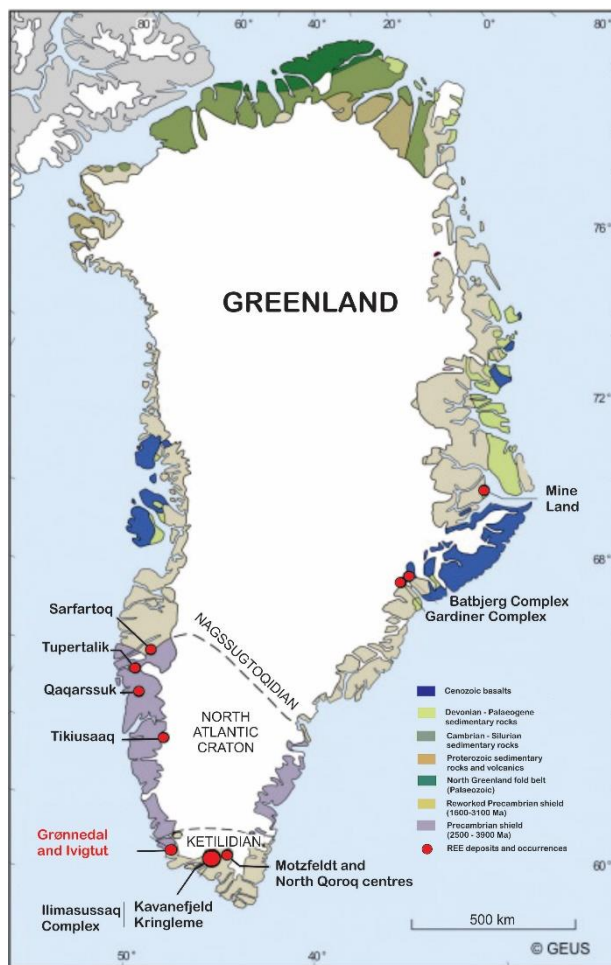 80°
60°
40°
20°
0°
20°
80°
76°
GREENLAND
72°
Mine
Land
68°
Batbjerg Complex
Gardiner Complex
Sarfartoq
Tupertalik
Qaqarssuk
Tikiusaaq
NAGSSUGTOQIDIAN
NORTH
ATLANTIC
CRATON
Cenozoic basalts
Devonian - Palaeogene
sedimentary rocks
Cambrian - Silurian
sedimentary rocks
Proterozoic sedimentary
rocks and volcanics
North Greenland fold belt
(Palaeozoic)
Reworked Precambrian shield
(1600-3100 Ma)
Precambrian shield
(2500 - 3900 Ma)
REE deposits and occurrences
Grønnedal
and Ivigtut
KETILIDIAN
60°
Motzfeldt and
North Qoroq centres
Ilimasussaq
Complex
Kavanefjeld
Kringleme
500 km
50°
40°
© GEUS